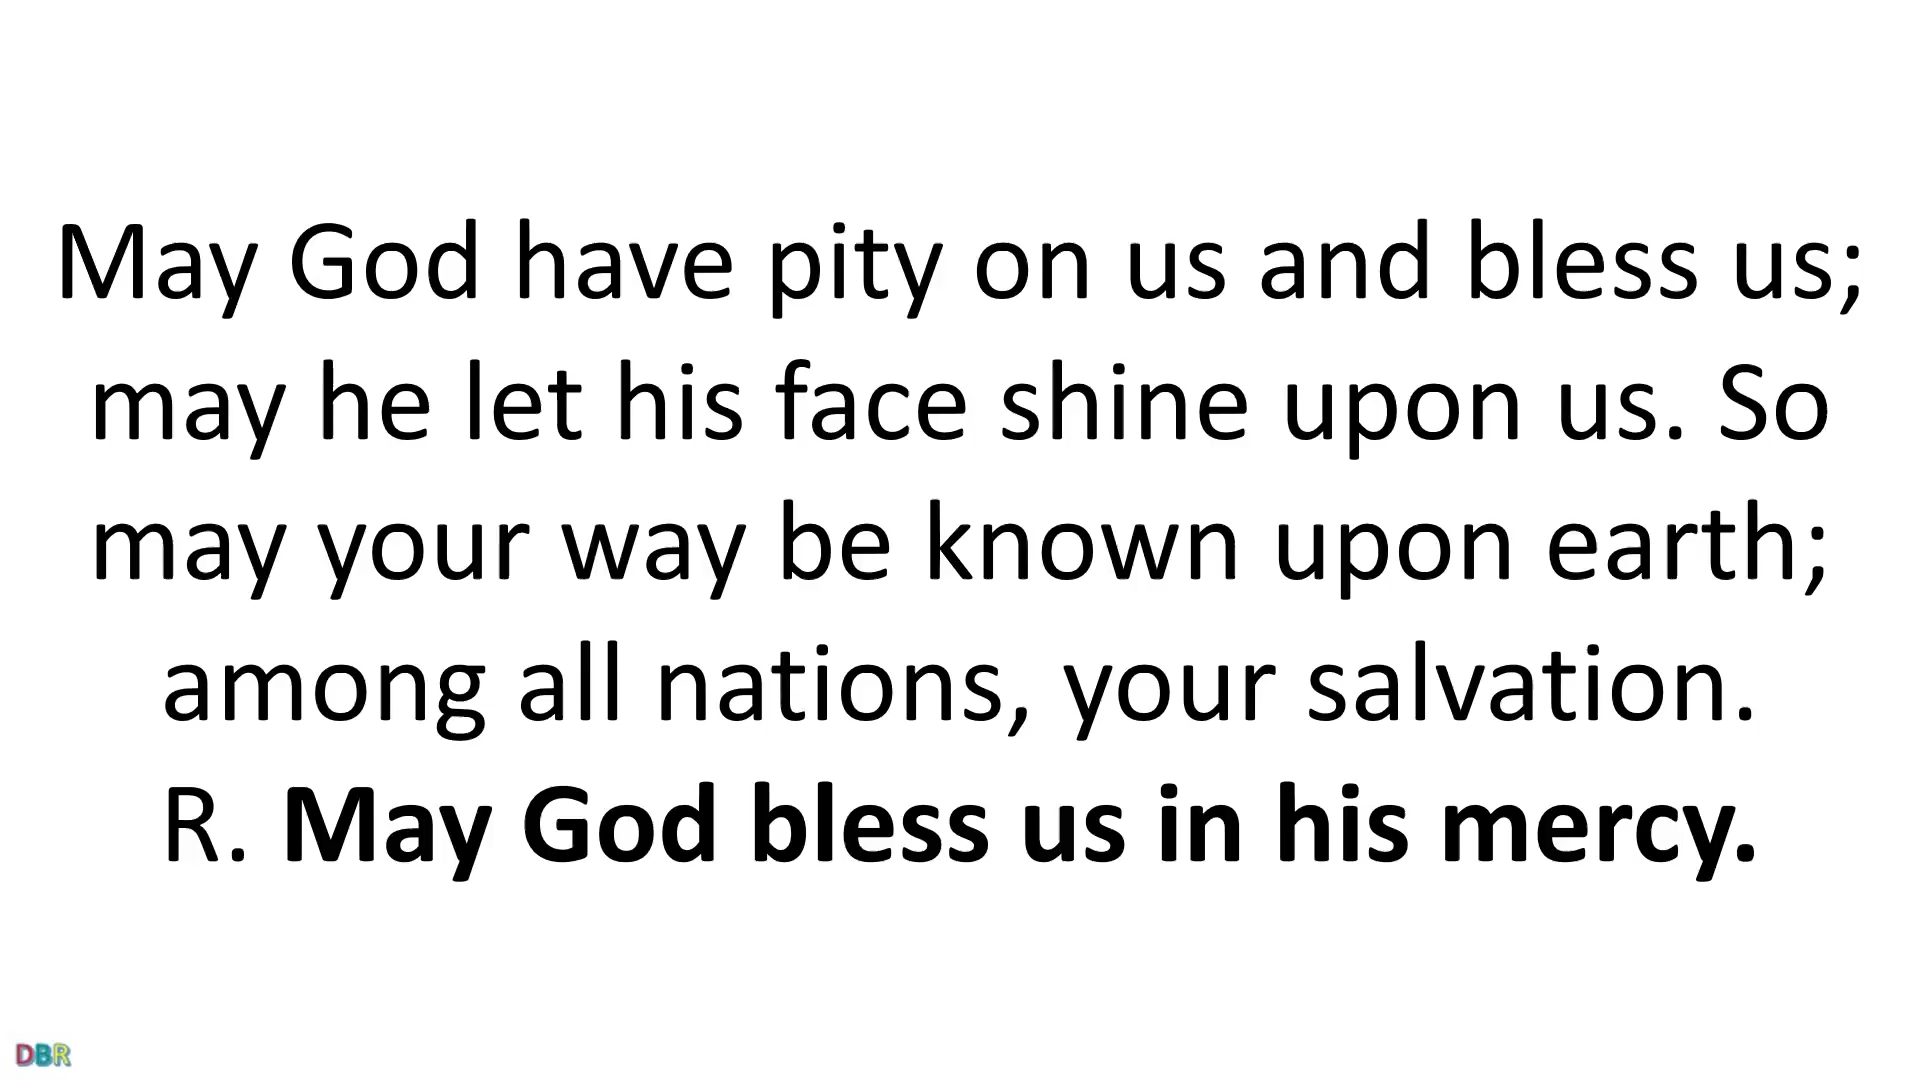 May God have pity on us and bless us;
may he let his face shine upon us. So
may your way be known upon earth;
among all nations, your salvation.
R. May God bless us in his mercy.
DBR